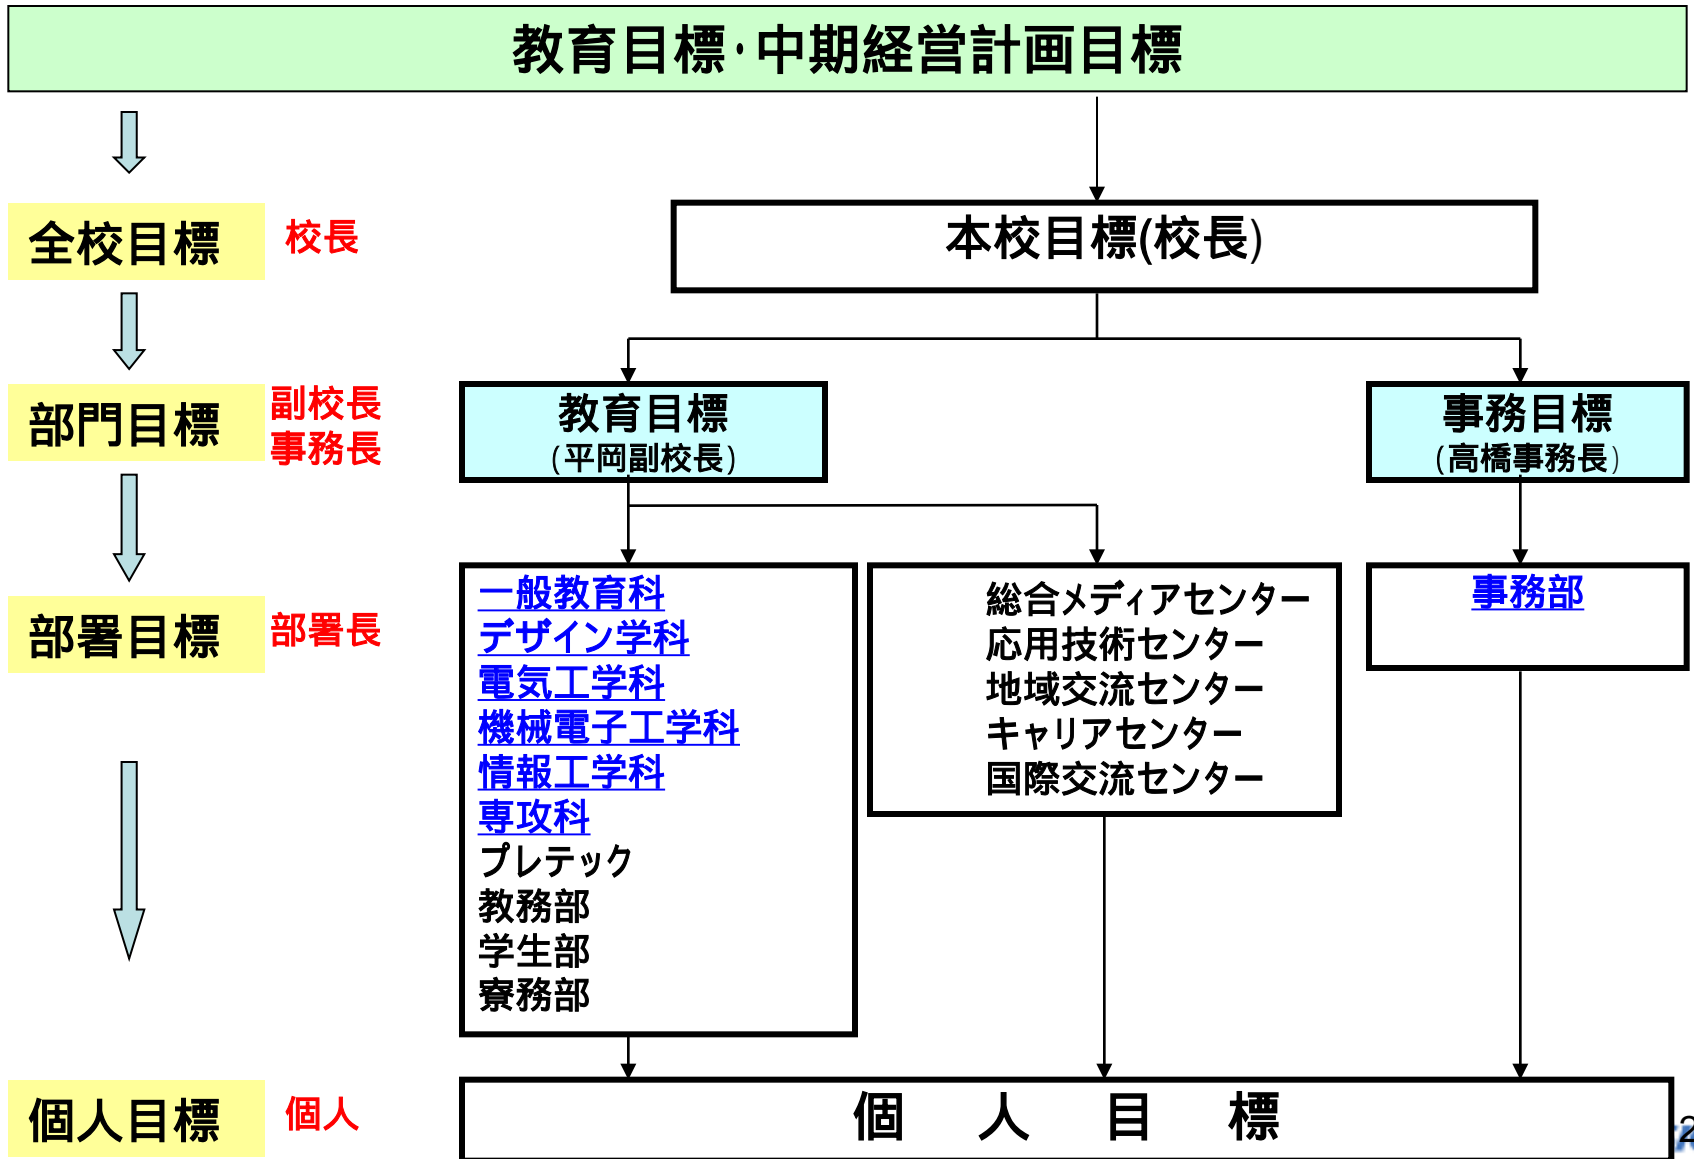 教育目標･中期経営計画目標
全校目標
校長
本校目標(校長)
部門目標
副校長
事務長
教育目標
(平岡副校長)
事務目標
(高橋事務長)
部署目標
部署長
一般教育科
デザイン学科
電気工学科
機械電子工学科
情報工学科
専攻科
プレテック
教務部
学生部
寮務部
総合メディアセンター
応用技術センター
地域交流センター
キャリアセンター
国際交流センター
事務部
個人目標
個人
個 人 目 標
2